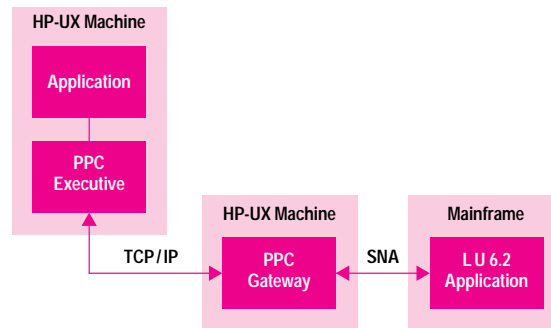 HP-UX Machine
Application
PPC
Executive
HP-UX Machine
Mainframe
TCP/IP
PPC
Gateway
SNA
LU 6.2
Application